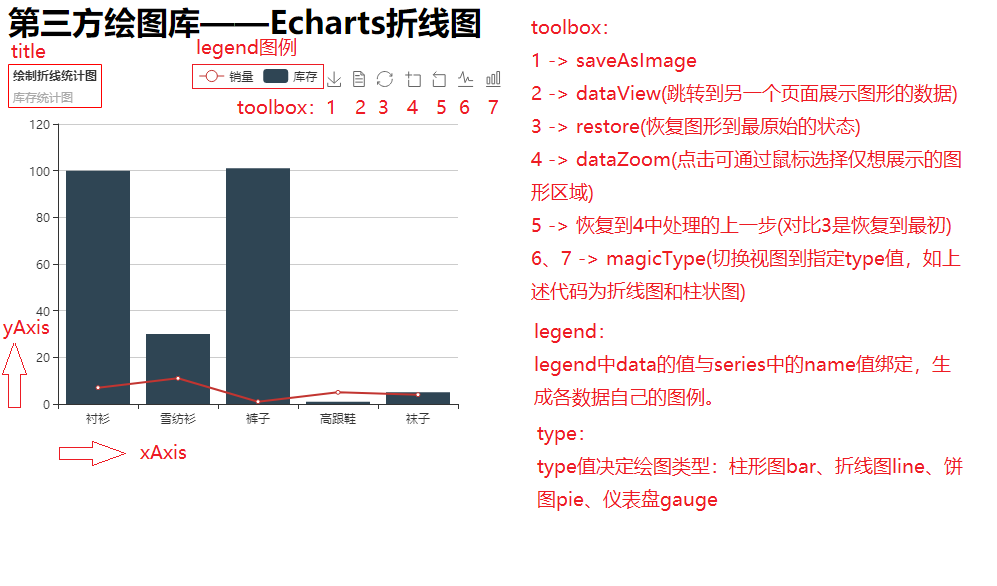 第三方绘图库——Echarts折线图
title
legend图例
绘制折线统计图
库存统计图
销量 库存
toolbox：1 2 3 4 5 6 7
120
100
80
60
40
20
0
yAxis
衬衫 雪纺衫 裤子 高跟鞋 袜子
xAxis
toolbox：
1 -> saveAsImage
2 -> dataView(跳转到另一个页面展示图形的数据)
3 -> restore(恢复图形到最原始的状态)
4 -> dataZoom(点击可通过鼠标选择仅想展示的图
形区域)
5 -> 恢复到4中处理的上一步(对比3是恢复到最初)
6、7 -> magicType(切换视图到指定type值，如上
述代码为折线图和柱状图)
legend：
legend中data的值与series中的name值绑定，生
成各数据自己的图例。
type：
type值决定绘图类型：柱形图bar、折线图line、饼
图pie、仪表盘gauge